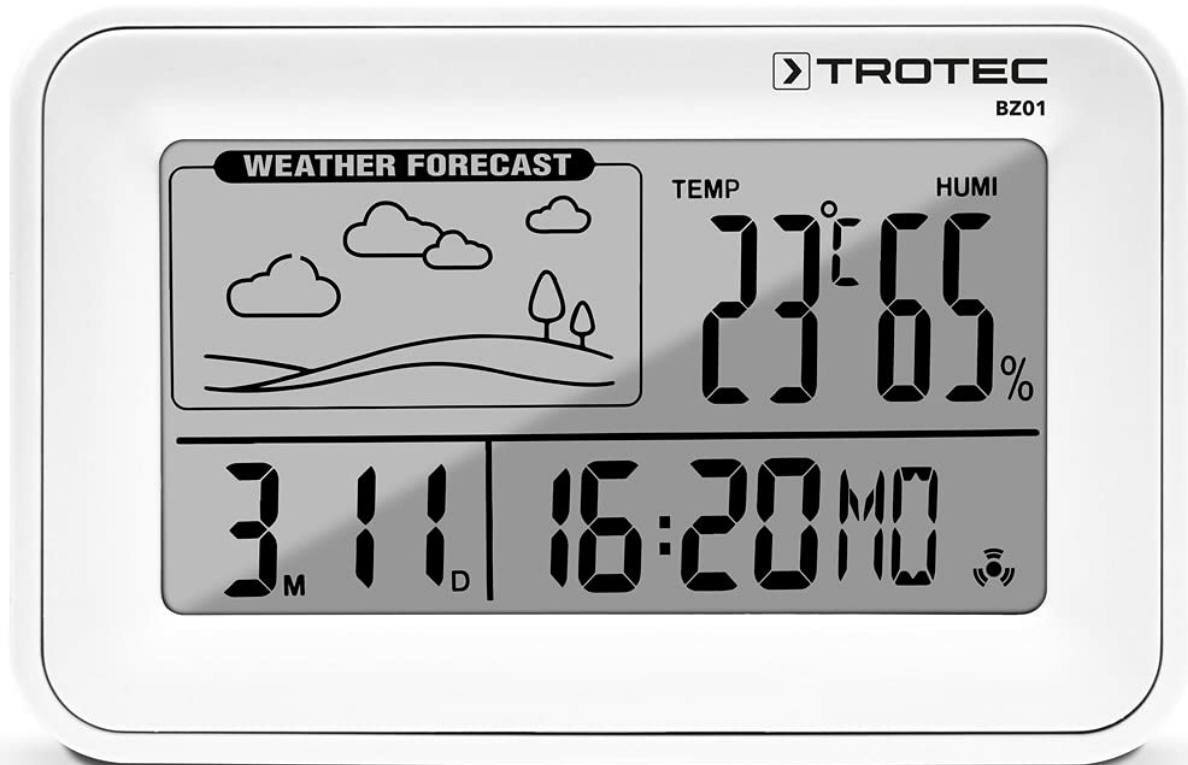 TROTEC
BZ01
WEATHER FORECAST
TEMP HUMI
23°C 65%
3M 11D 16:20 MO